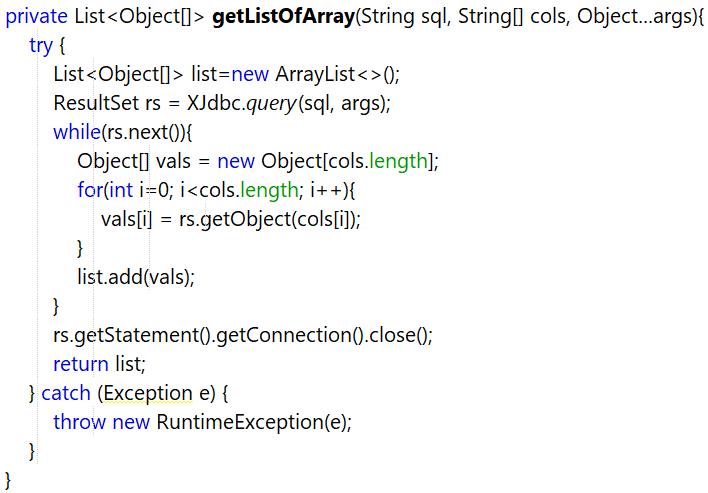 private List<Object[]> getListOfArray(String sql, String[] cols, Object...args){
try {
List<Object[]> list=new ArrayList<>();
ResultSet rs = XJdbc.query(sql, args);
while(rs.next()){
Object[] vals = new Object[cols.length];
for(int i=0; i<cols.length; i++){
vals[i] = rs.getObject(cols[i]);
}
list.add(vals);
}
rs.getStatement().getConnection().close();
return list;
} catch (Exception e) {
throw new RuntimeException(e);
}
}